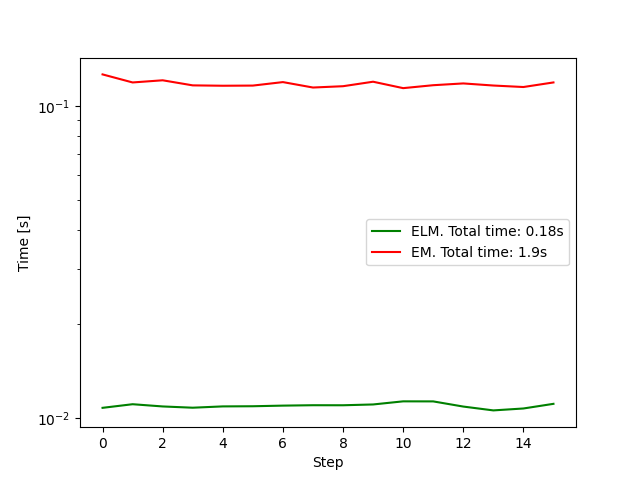 Time [s]
10⁻¹
10⁻²
ELM. Total time: 0.18s
EM. Total time: 1.9s
0 2 4 6 8 10 12 14
Step